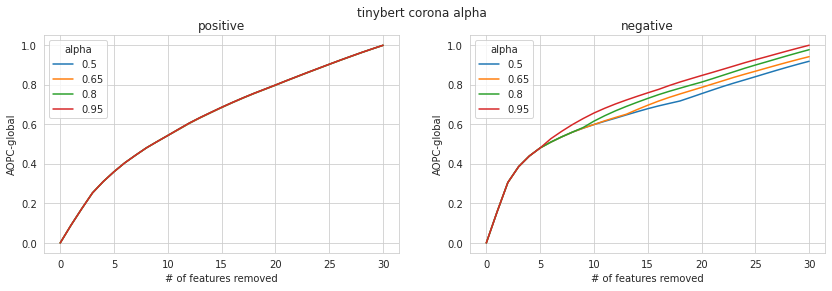 tinybert corona alpha
positive
AOPC-global
1.0
0.8
0.6
0.4
0.2
0.0
alpha
0.5
0.65
0.8
0.95
0 5 10 15 20 25 30
# of features removed
negative
AOPC-global
1.0
0.8
0.6
0.4
0.2
0.0
alpha
0.5
0.65
0.8
0.95
0 5 10 15 20 25 30
# of features removed